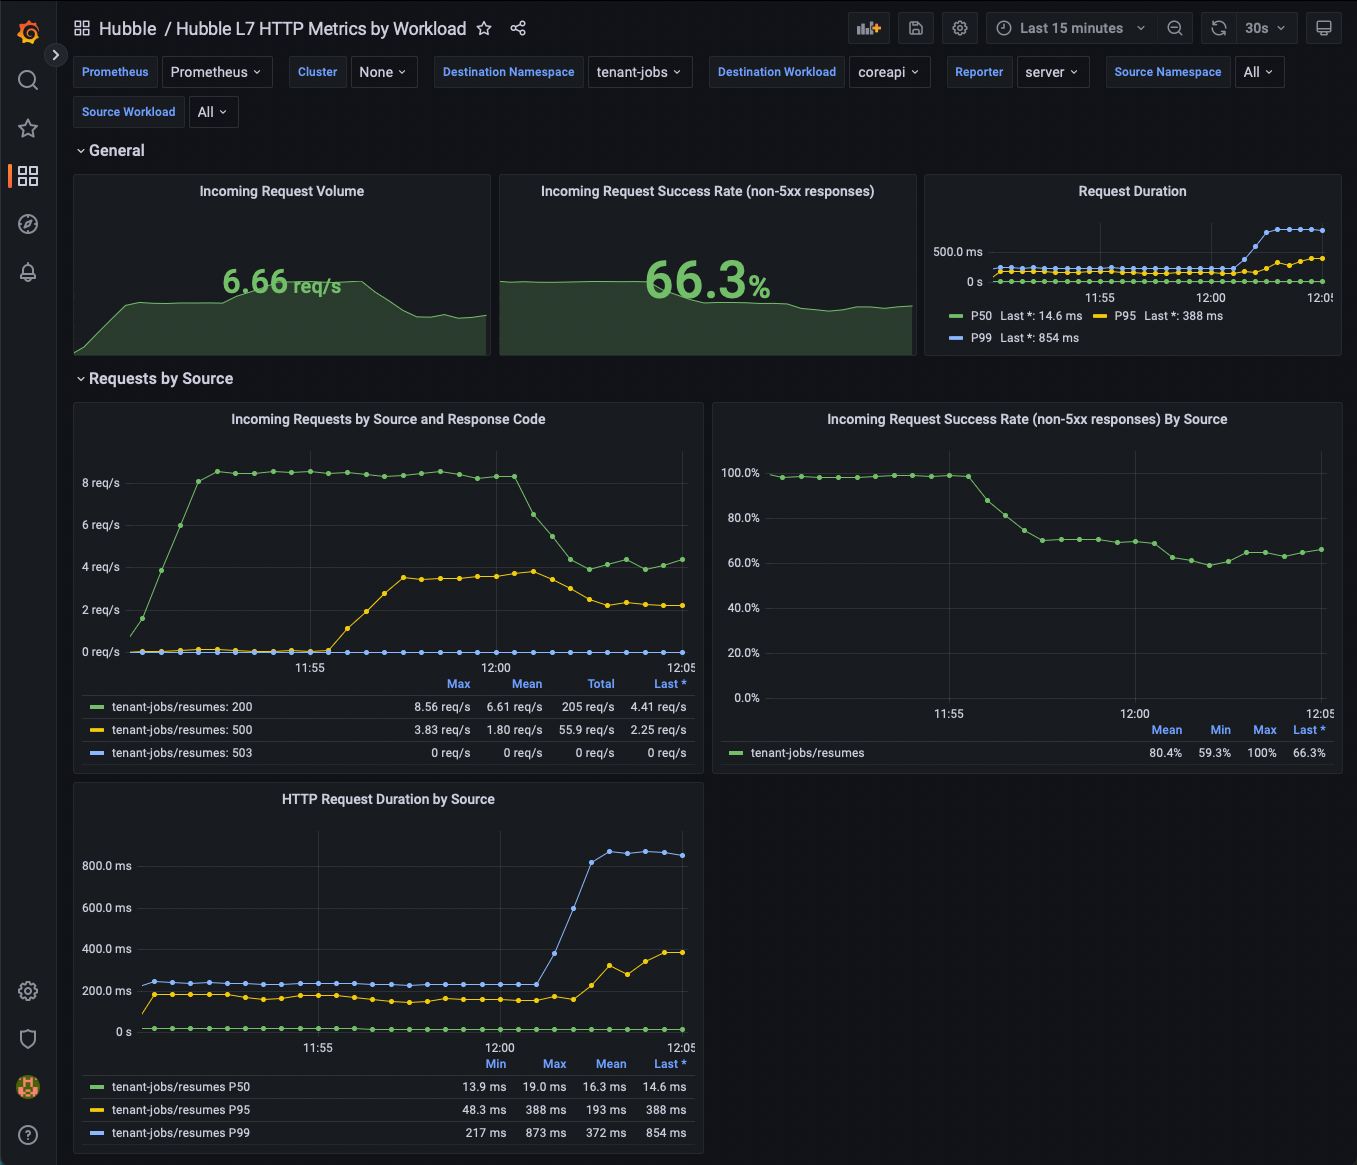 Hubble / Hubble L7 HTTP Metrics by Workload
Last 15 minutes
30s
Prometheus Prometheus Cluster None Destination Namespace tenant-jobs Destination Workload coreapi Reporter server Source Namespace All
Source Workload All
General
Incoming Request Volume
6.66 req/s
Incoming Request Success Rate (non-5xx responses)
66.3%
Request Duration
500.0 ms
0 s
11:55 12:00 12:05
P50 Last *: 14.6 ms P95 Last *: 388 ms
P99 Last *: 854 ms
Requests by Source
Incoming Requests by Source and Response Code
8 req/s
6 req/s
4 req/s
2 req/s
0 req/s
11:55 12:00 12:05
Max Mean Total Last *
tenant-jobs/resumes: 200 8.56 req/s 6.61 req/s 205 req/s 4.41 req/s
tenant-jobs/resumes: 500 3.83 req/s 1.80 req/s 55.9 req/s 2.25 req/s
tenant-jobs/resumes: 503 0 req/s 0 req/s 0 req/s 0 req/s
Incoming Request Success Rate (non-5xx responses) By Source
100.0%
80.0%
60.0%
40.0%
20.0%
0.0%
11:55 12:00 12:05
Mean Min Max Last *
tenant-jobs/resumes 80.4% 59.3% 100% 66.3%
HTTP Request Duration by Source
800.0 ms
600.0 ms
400.0 ms
200.0 ms
0 s
11:55 12:00 12:05
Min Max Mean Last *
tenant-jobs/resumes P50 13.9 ms 19.0 ms 16.3 ms 14.6 ms
tenant-jobs/resumes P95 48.3 ms 388 ms 193 ms 388 ms
tenant-jobs/resumes P99 217 ms 873 ms 372 ms 854 ms